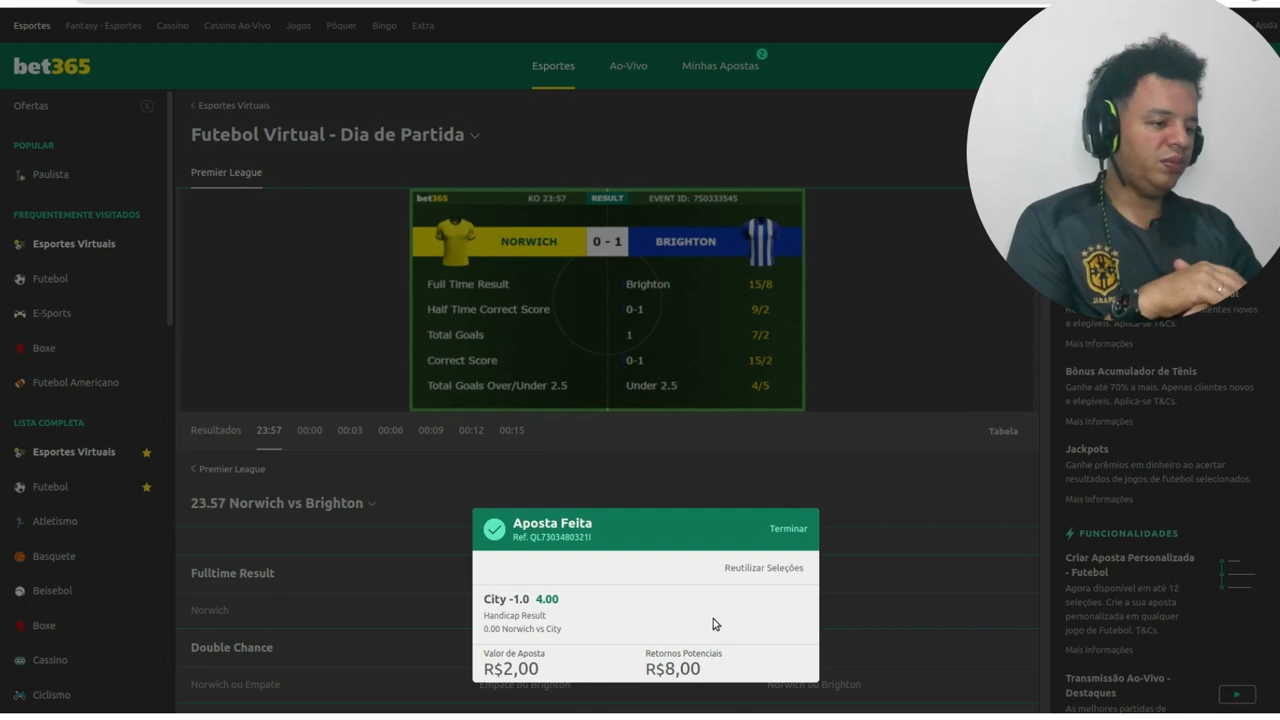 Esportes Fantasy - Esportes Cassino Cassino Ao-Vivo Jogos Pôquer Bingo Extra Ajuda
bet365
Esportes Ao-Vivo Minhas Apostas 2
Ofertas 6
POPULAR
Paulista
FREQUENTEMENTE VISITADOS
Esportes Virtuais
Futebol
E-Sports
Boxe
Futebol Americano
LISTA COMPLETA
Esportes Virtuais
Futebol
Atletismo
Basquete
Beisebol
Boxe
Cassino
Ciclismo
Esportes Virtuais
Futebol Virtual - Dia de Partida
Premier League
bet365 KO 23:57 RESULT EVENT ID: 750333545
NORWICH 0 - 1 BRIGHTON
Full Time Result Brighton 15/8
Half Time Correct Score 0-1 9/2
Total Goals 1 7/2
Correct Score 0-1 15/2
Total Goals Over/Under 2.5 Under 2.5 4/5
Resultados 23:57 00:00 00:03 00:06 00:09 00:12 00:15 Tabela
Premier League
23.57 Norwich vs Brighton
Fulltime Result
Norwich
Double Chance
Norwich ou Empate Empate ou Brighton Norwich ou Brighton
Aposta Feita
Ref. QL7303480321I
Terminar
Reutilizar Seleções
City -1.0 4.00
Handicap Result
0.00 Norwich vs City
Valor de Aposta Retornos Potenciais
R$2,00 R$8,00
e elegíveis. Aplica-se T&Cs.
Mais Informações
Bônus Acumulador de Tênis
Ganhe até 70% a mais. Apenas clientes novos
e elegíveis. Aplica-se T&Cs.
Mais Informações
Jackpots
Ganhe prêmios em dinheiro ao acertar
resultados de jogos de futebol selecionados.
Mais Informações
FUNCIONALIDADES
Criar Aposta Personalizada
- Futebol
Agora disponível em até 12
seleções. Crie a sua aposta
personalizada em qualquer
jogo de Futebol. T&C's.
Mais Informações
Transmissão Ao-Vivo -
Destaques
As melhores partidas de